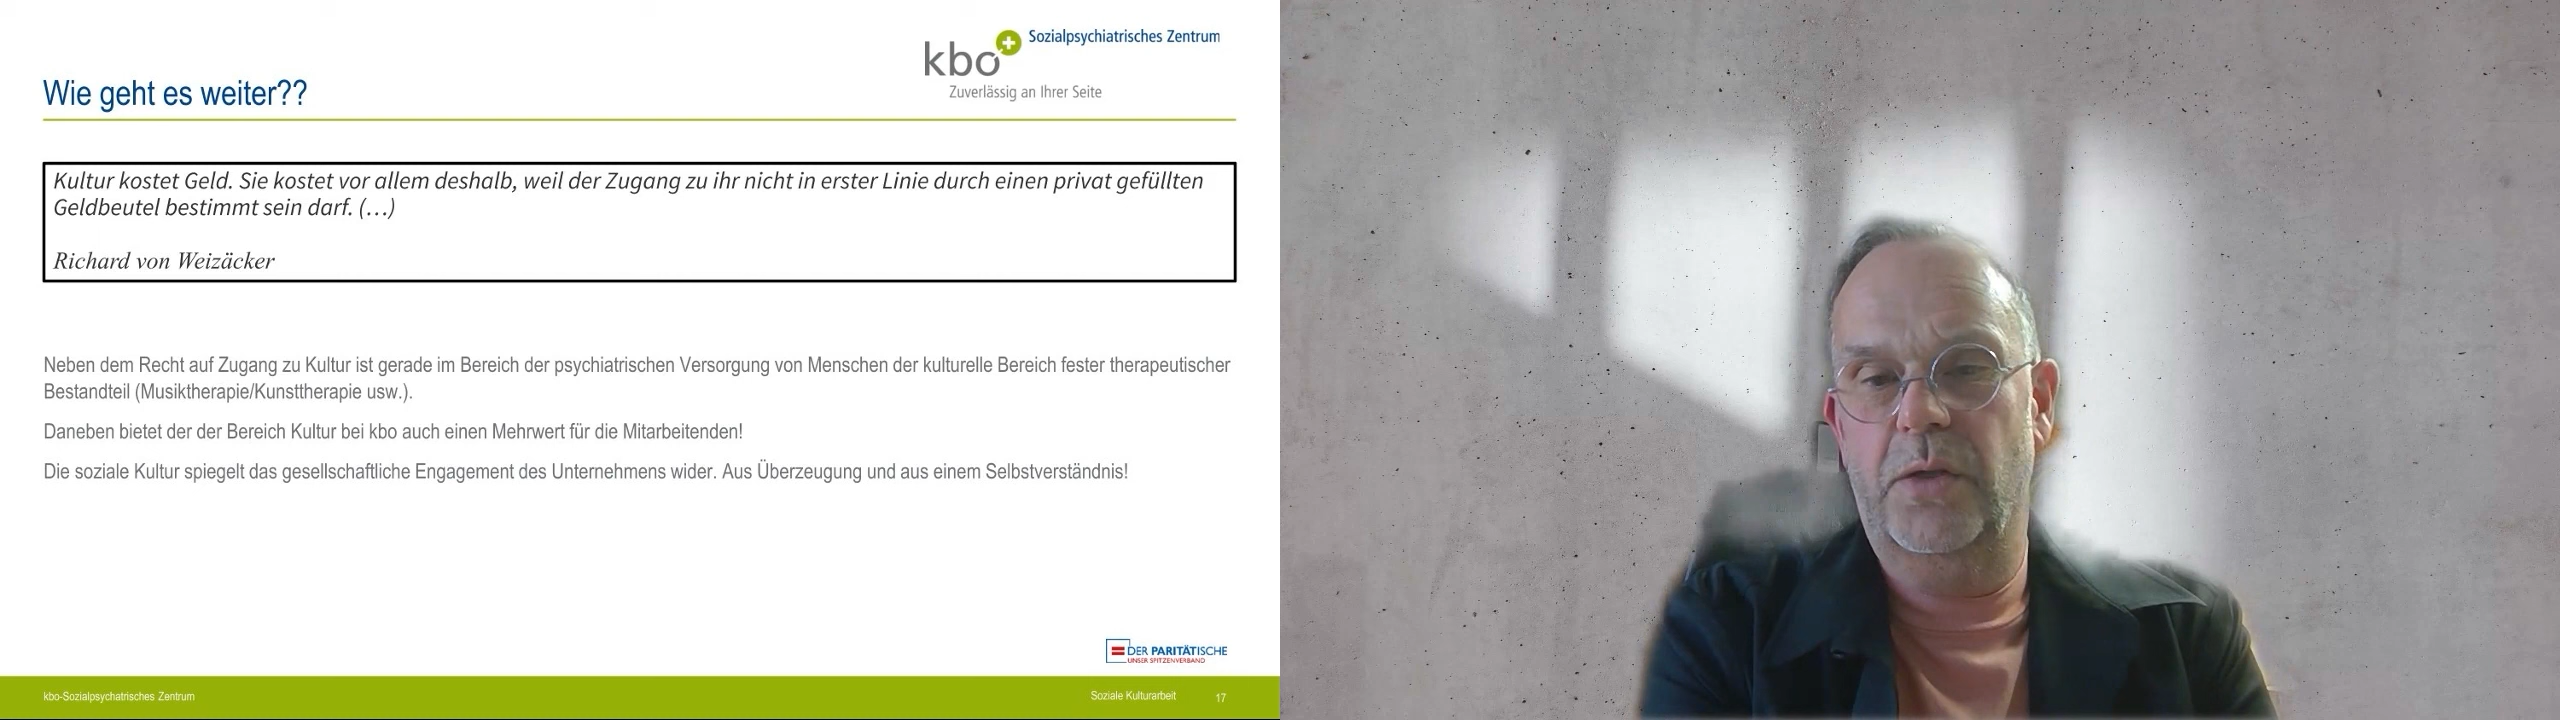 kbo Sozialpsychiatrisches Zentrum
Zuverlässig an Ihrer Seite
Wie geht es weiter??
Kultur kostet Geld. Sie kostet vor allem deshalb, weil der Zugang zu ihr nicht in erster Linie durch einen privat gefüllten
Geldbeutel bestimmt sein darf. (…)
Richard von Weizäcker
Neben dem Recht auf Zugang zu Kultur ist gerade im Bereich der psychiatrischen Versorgung von Menschen der kulturelle Bereich fester therapeutischer
Bestandteil (Musiktherapie/Kunsttherapie usw.).
Daneben bietet der der Bereich Kultur bei kbo auch einen Mehrwert für die Mitarbeitenden!
Die soziale Kultur spiegelt das gesellschaftliche Engagement des Unternehmens wider. Aus Überzeugung und aus einem Selbstverständnis!
DER PARITÄTISCHE
UNSER SPITZENVERBAND
kbo-Sozialpsychatrisches Zentrum
Soziale Kulturarbeit 17